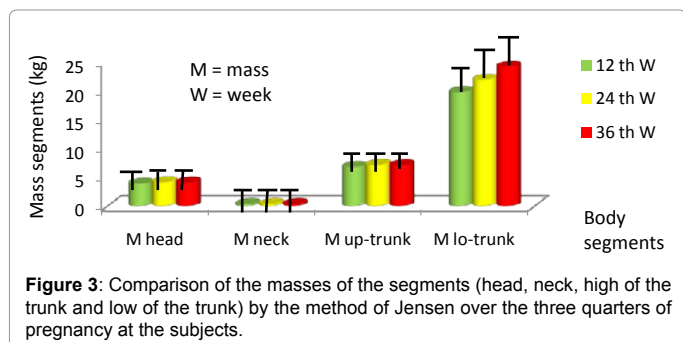 Mass segments (kg)
25
20
15
10
5
0
M = mass
W = week
12 th W
24 th W
36 th W
M head
M neck
M up-trunk
M lo-trunk
Body
segments
Figure 3: Comparison of the masses of the segments (head, neck, high of the
trunk and low of the trunk) by the method of Jensen over the three quarters of
pregnancy at the subjects.